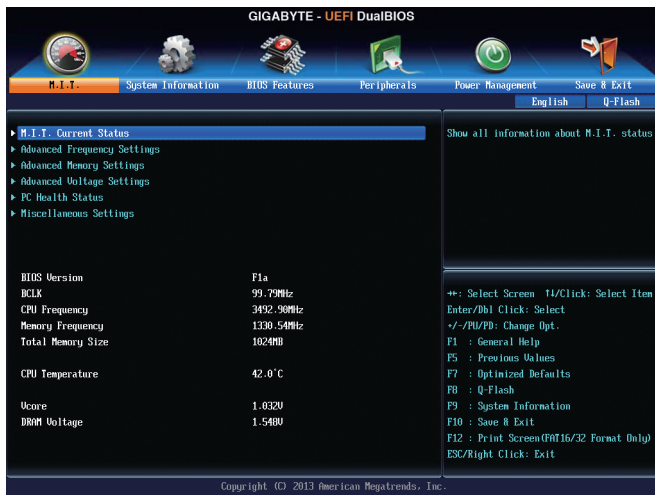 GIGABYTE - UEFI DualBIOS
M.I.T. System Information BIOS Features Peripherals Power Management Save & Exit
English Q-Flash
M.I.T. Current Status
Advanced Frequency Settings
Advanced Memory Settings
Advanced Voltage Settings
PC Health Status
Miscellaneous Settings
Show all information about M.I.T. status
BIOS Version F1a
BCLK 99.79MHz
CPU Frequency 3492.90MHz
Memory Frequency 1330.54MHz
Total Memory Size 1024MB
CPU Temperature 42.0°C
Vcore 1.032V
DRAM Voltage 1.548V
→←: Select Screen ↑↓/Click: Select Item
Enter/Dbl Click: Select
+/-/PU/PD: Change Opt.
F1 : General Help
F5 : Previous Values
F7 : Optimized Defaults
F8 : Q-Flash
F9 : System Information
F10 : Save & Exit
F12 : Print Screen(FAT16/32 Format Only)
ESC/Right Click: Exit
Copyright (C) 2013 American Megatrends, Inc.